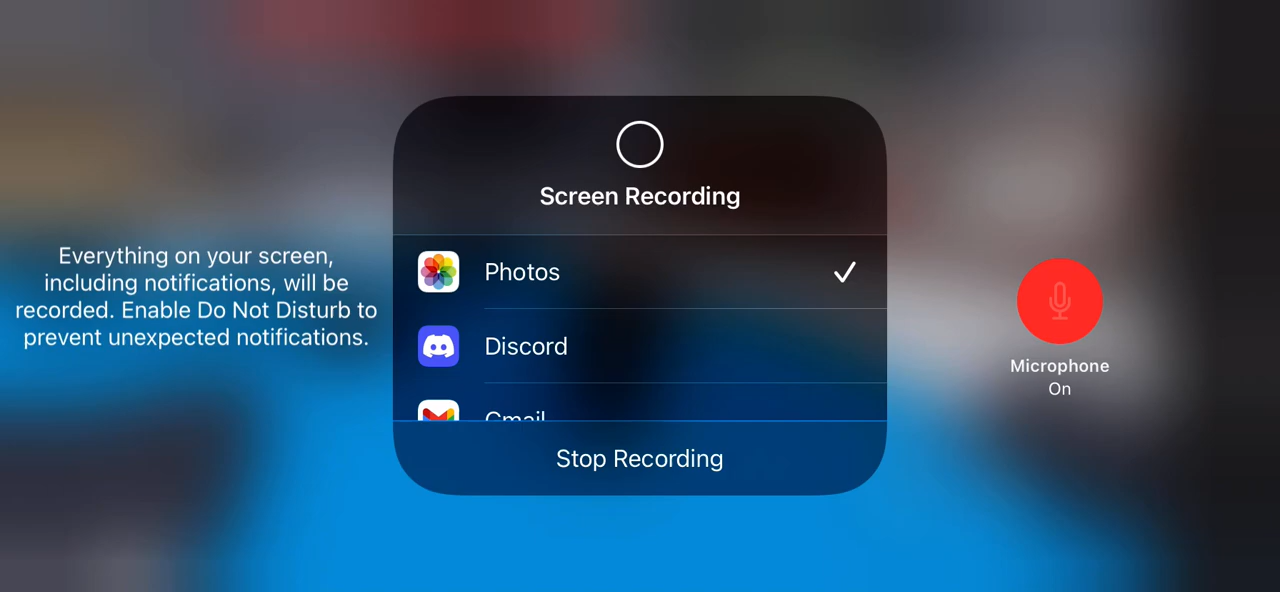 Screen Recording
Everything on your screen,
including notifications, will be
recorded. Enable Do Not Disturb to
prevent unexpected notifications.
Photos
Discord
Gmail
Stop Recording
Microphone
On